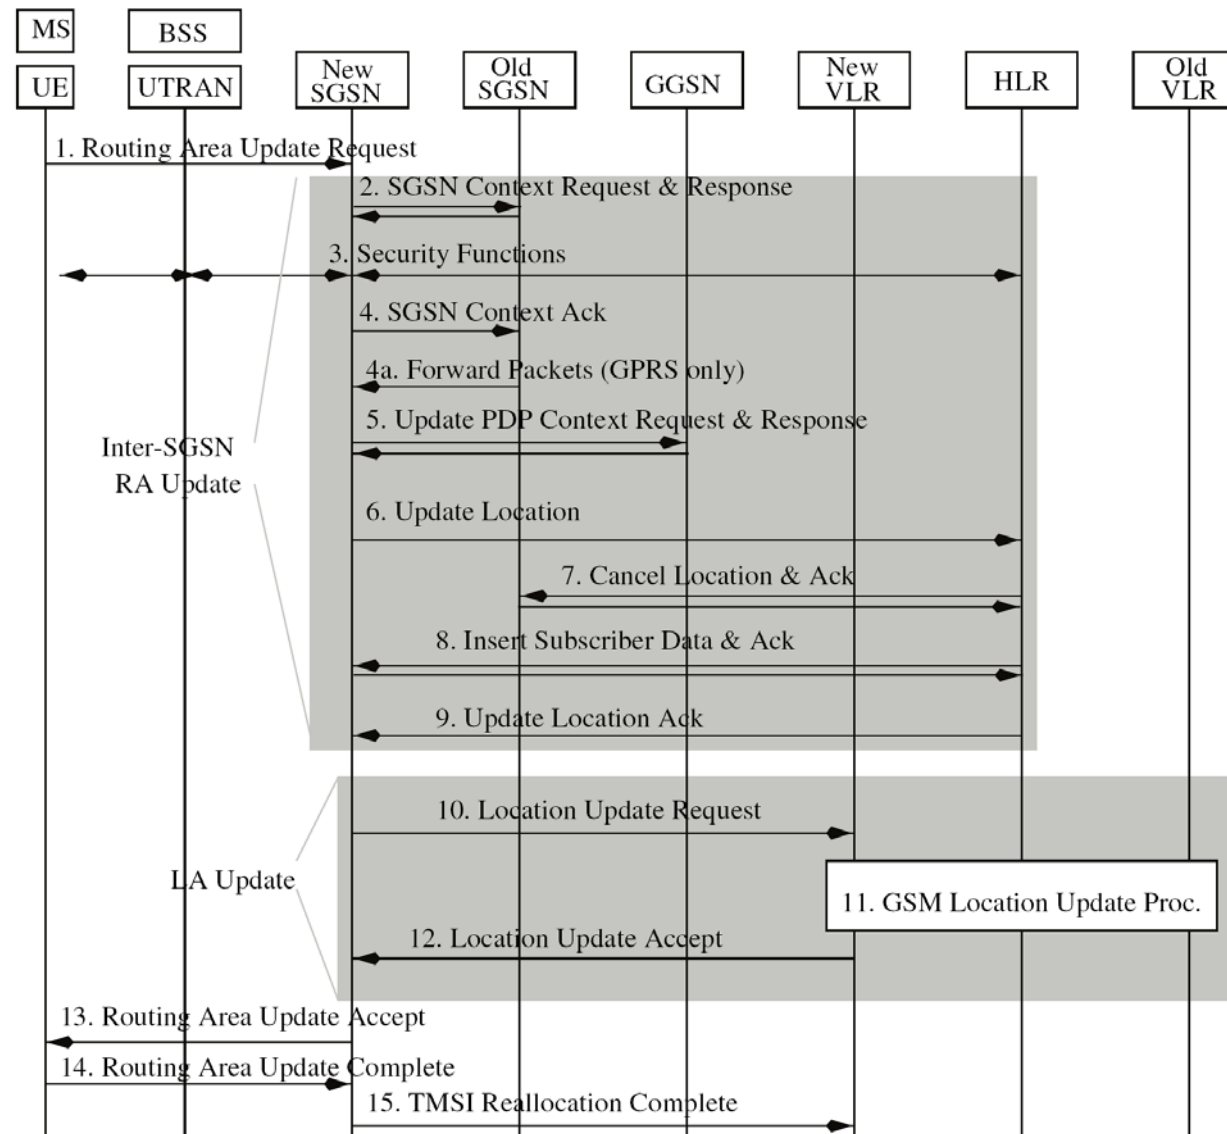 MS
BSS
UE
UTRAN
New
SGSN
Old
SGSN
GGSN
New
VLR
HLR
Old
VLR
1. Routing Area Update Request
2. SGSN Context Request & Response
3. Security Functions
4. SGSN Context Ack
4a. Forward Packets (GPRS only)
5. Update PDP Context Request & Response
Inter-SGSN
RA Update
6. Update Location
7. Cancel Location & Ack
8. Insert Subscriber Data & Ack
9. Update Location Ack
10. Location Update Request
LA Update
11. GSM Location Update Proc.
12. Location Update Accept
13. Routing Area Update Accept
14. Routing Area Update Complete
15. TMSI Reallocation Complete